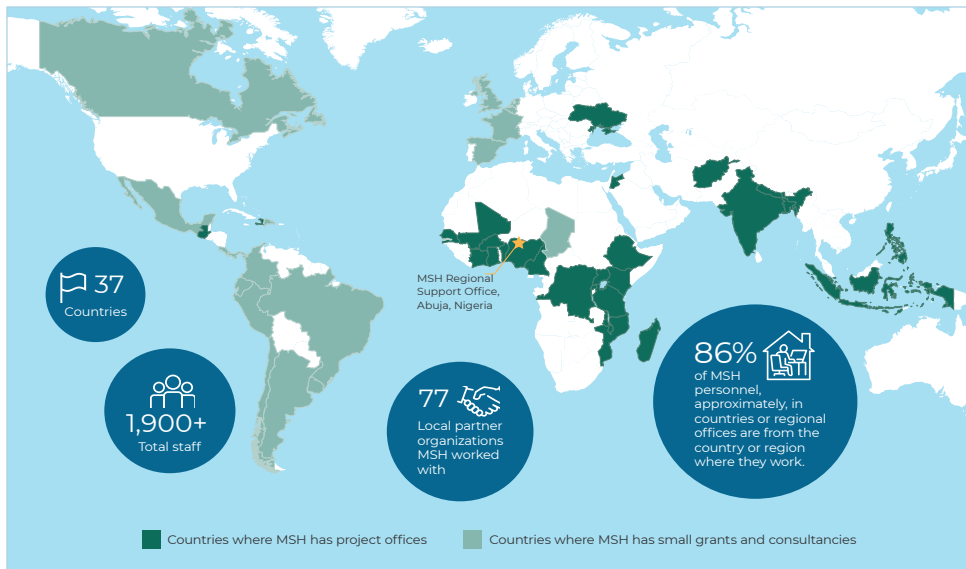 MSH Regional
Support Office,
Abuja, Nigeria
37
Countries
1,900+
Total staff
77
Local partner
organizations
MSH worked
with
86%
of MSH
personnel,
approximately, in
countries or regional
offices are from the
country or region
where they work.
Countries where MSH has project offices
Countries where MSH has small grants and consultancies